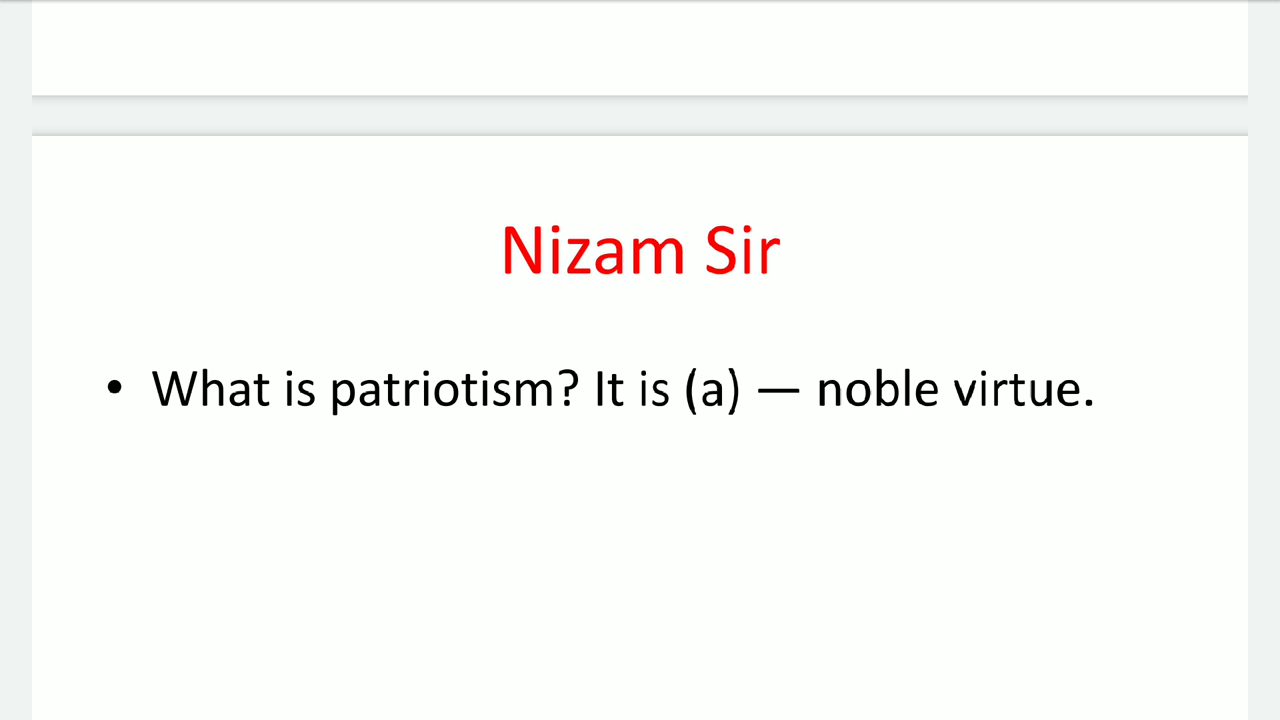 Nizam Sir
• What is patriotism? It is (a) — noble virtue.